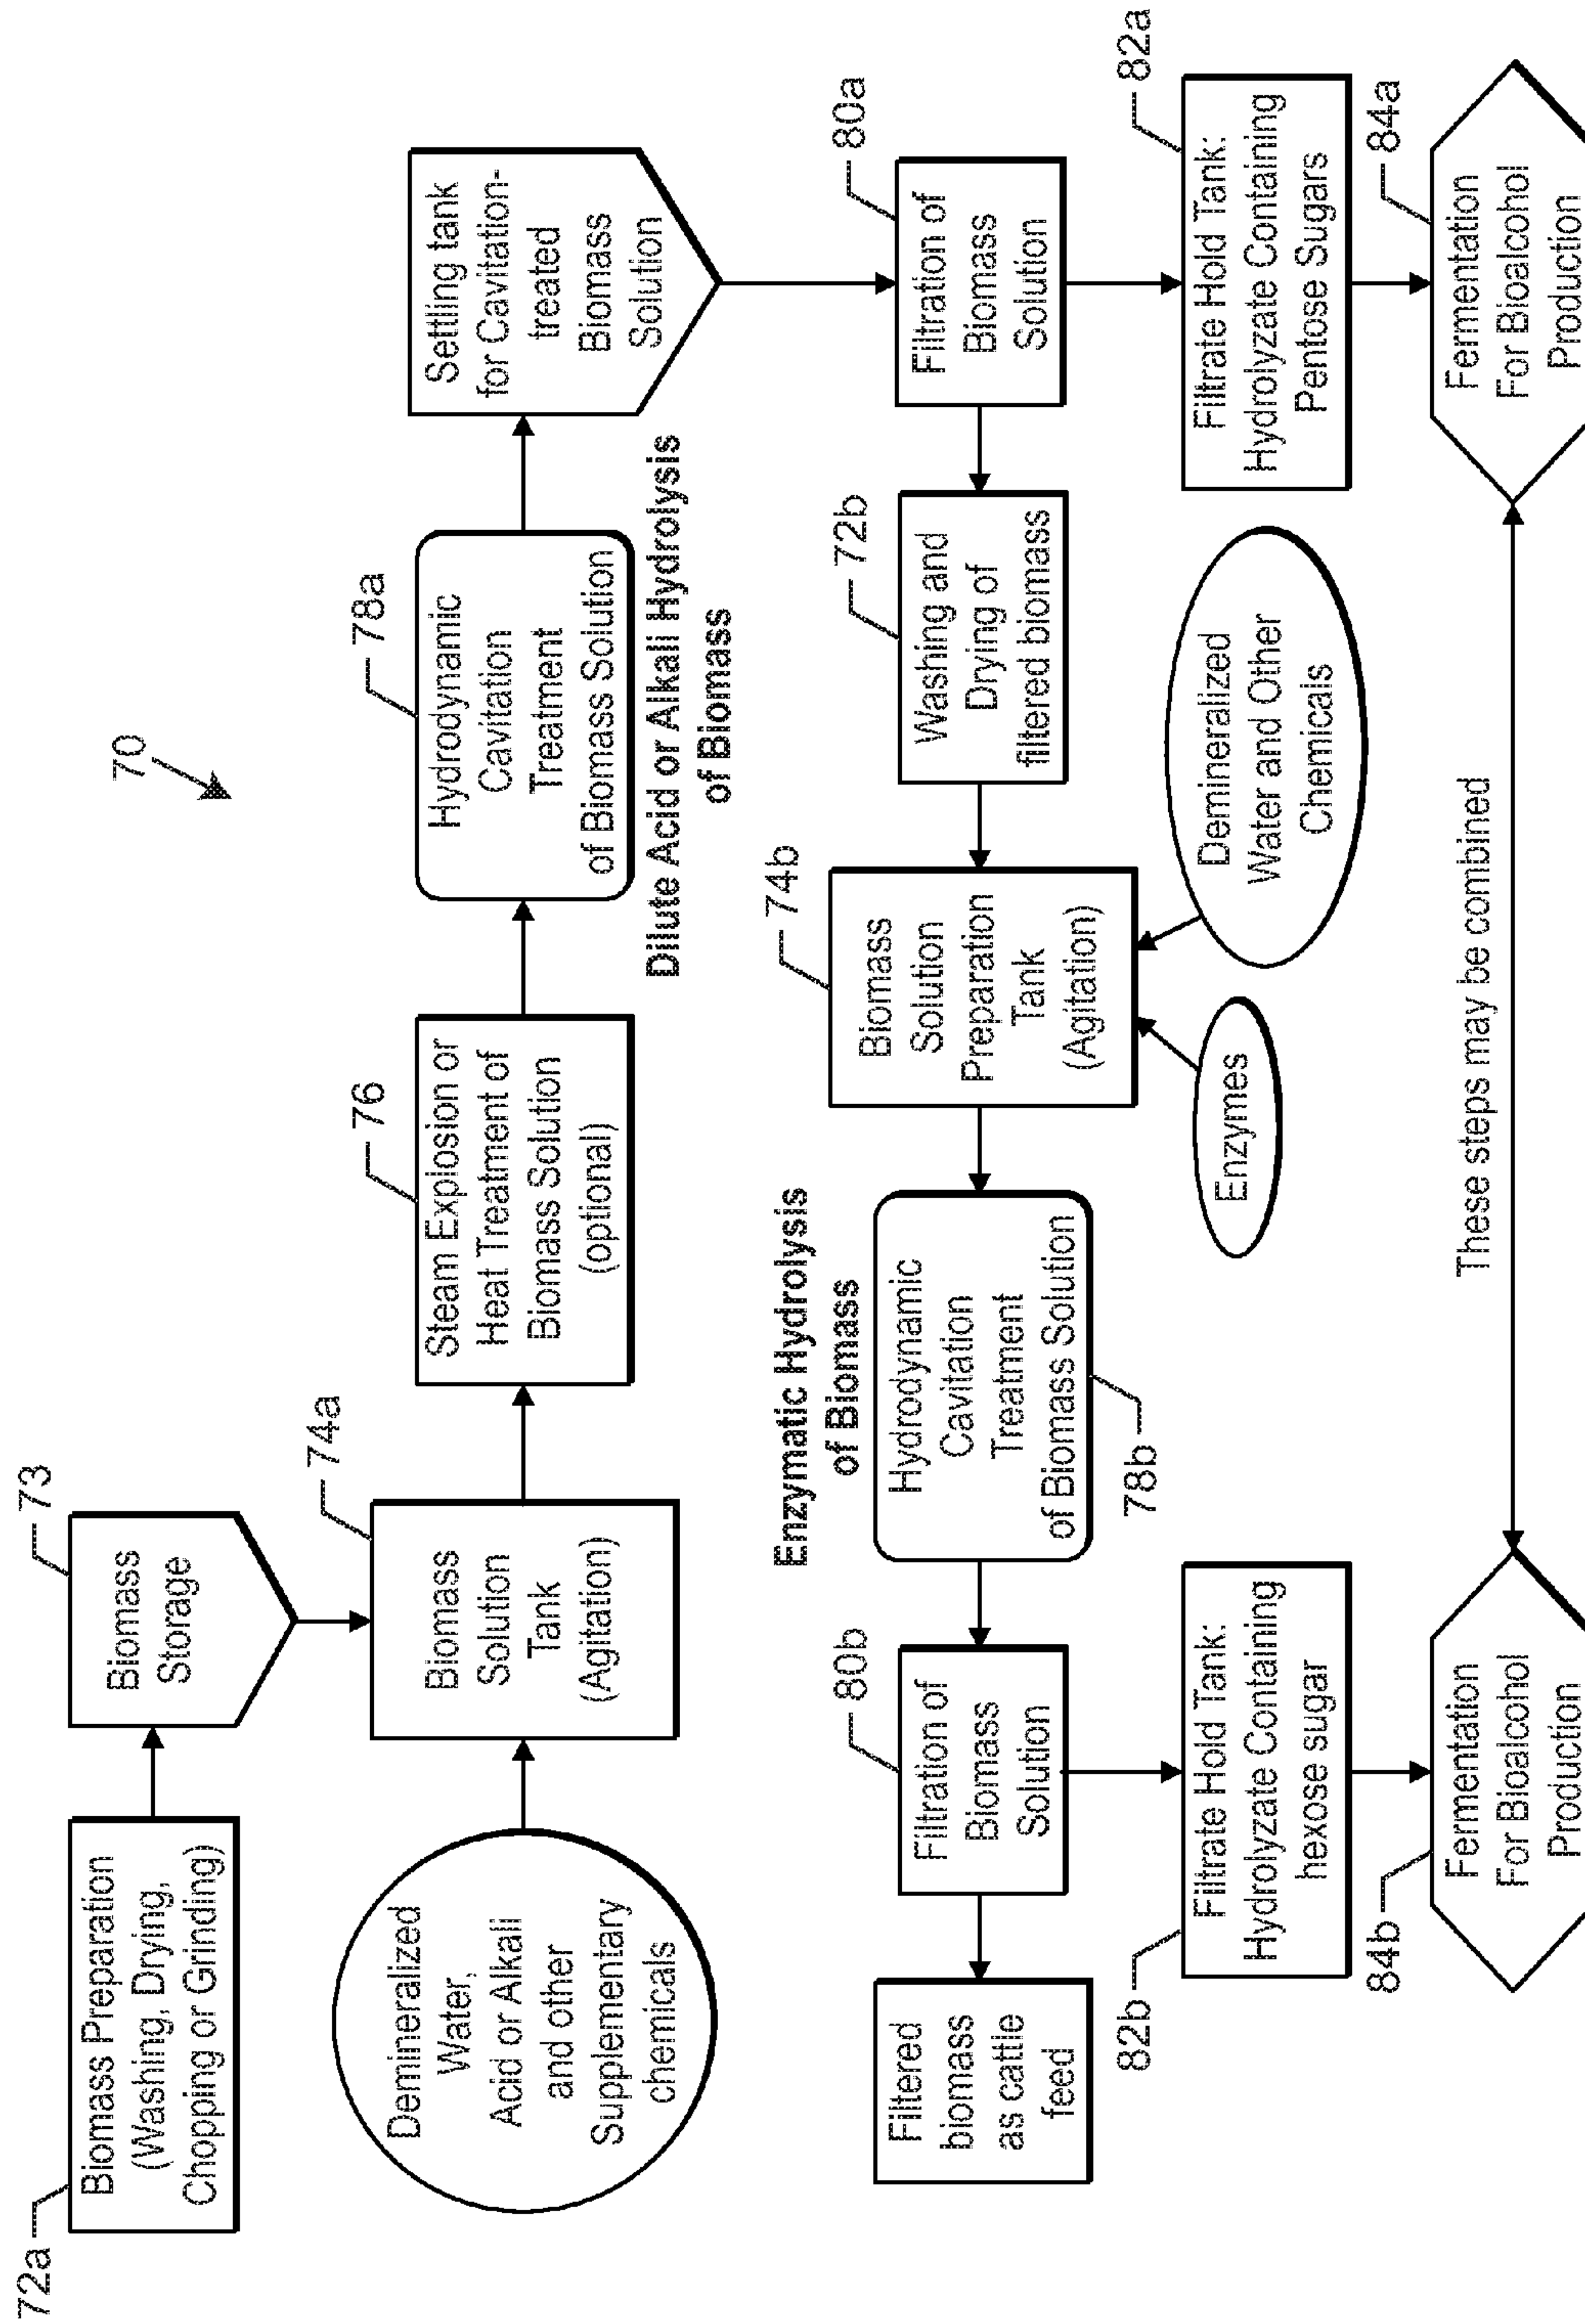 70
72a
Biomass Preparation
(Washing, Drying,
Chopping or Grinding)
73
Biomass
Storage
Demineralized
Water,
Acid or Alkali
and other
Supplementary
chemicals
74a
Biomass
Solution
Tank
(Agitation)
76
Steam Explosion or
Heat Treatment of
Biomass Solution
(optional)
78a
Hydrodynamic
Cavitation
Treatment
of Biomass Solution
Dilute Acid or Alkali Hydrolysis
of Biomass
Settling tank
for Cavitation-
treated
Biomass
Solution
80a
Filtration of
Biomass
Solution
72b
Washing and
Drying of
filtered biomass
74b
Biomass
Solution
Preparation
Tank
(Agitation)
Demineralized
Water and Other
Chemicals
Enzymes
Enzymatic Hydrolysis
of Biomass
Hydrodynamic
Cavitation
Treatment
of Biomass Solution
78b
80b
Filtration of
Biomass
Solution
Filtered
biomass
as cattle
feed
82b
Filtrate Hold Tank:
Hydrolyzate Containing
hexose sugar
82a
Filtrate Hold Tank:
Hydrolyzate Containing
Pentose Sugars
84b
Fermentation
For Bioalcohol
Production
These steps may be combined
84a
Fermentation
For Bioalcohol
Production